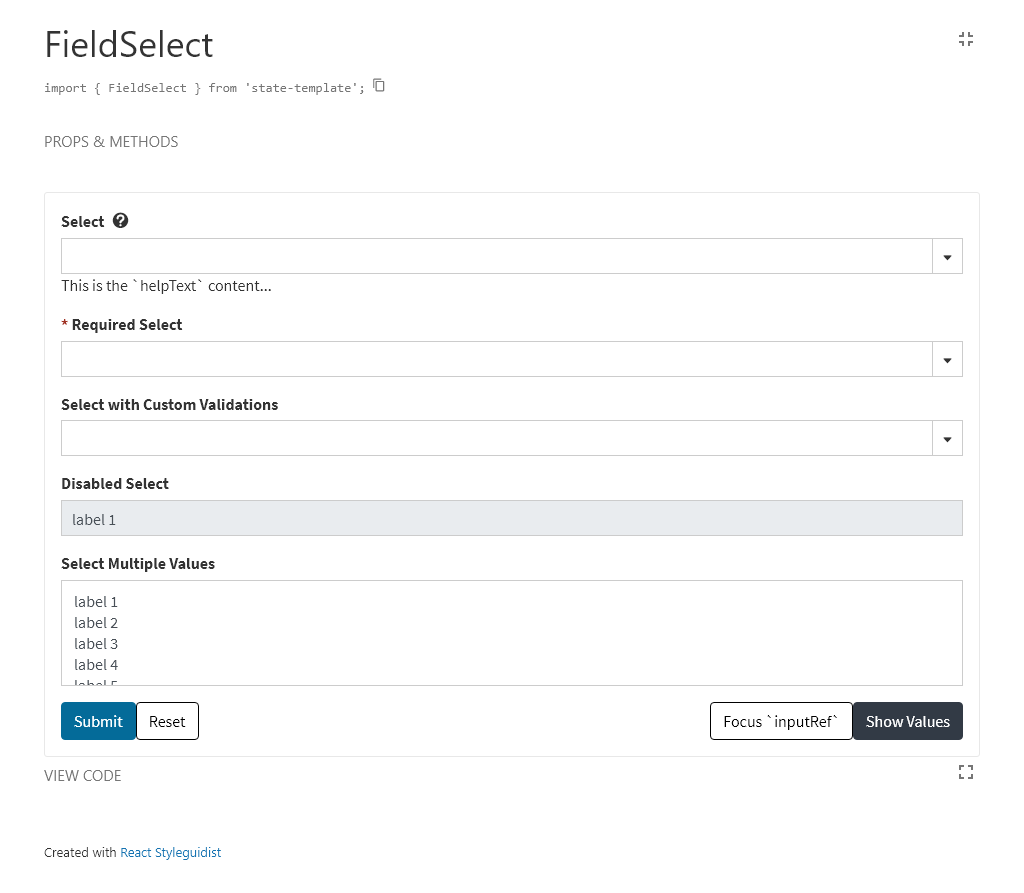 FieldSelect
import { FieldSelect } from 'state-template';
PROPS & METHODS
Select
This is the `helpText` content...
* Required Select
Select with Custom Validations
Disabled Select
label 1
Select Multiple Values
label 1
label 2
label 3
label 4
label 5
Submit Reset Focus `inputRef` Show Values
VIEW CODE
Created with React Styleguidist